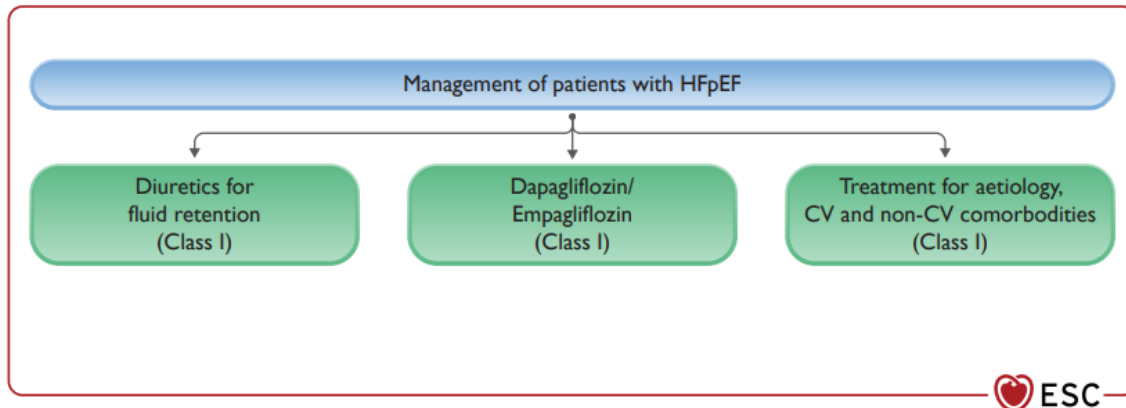 Management of patients with HFpEF
Diuretics for
fluid retention
(Class I)
Dapagliflozin/
Empagliflozin
(Class I)
Treatment for aetiology,
CV and non-CV comorbodities
(Class I)
ESC